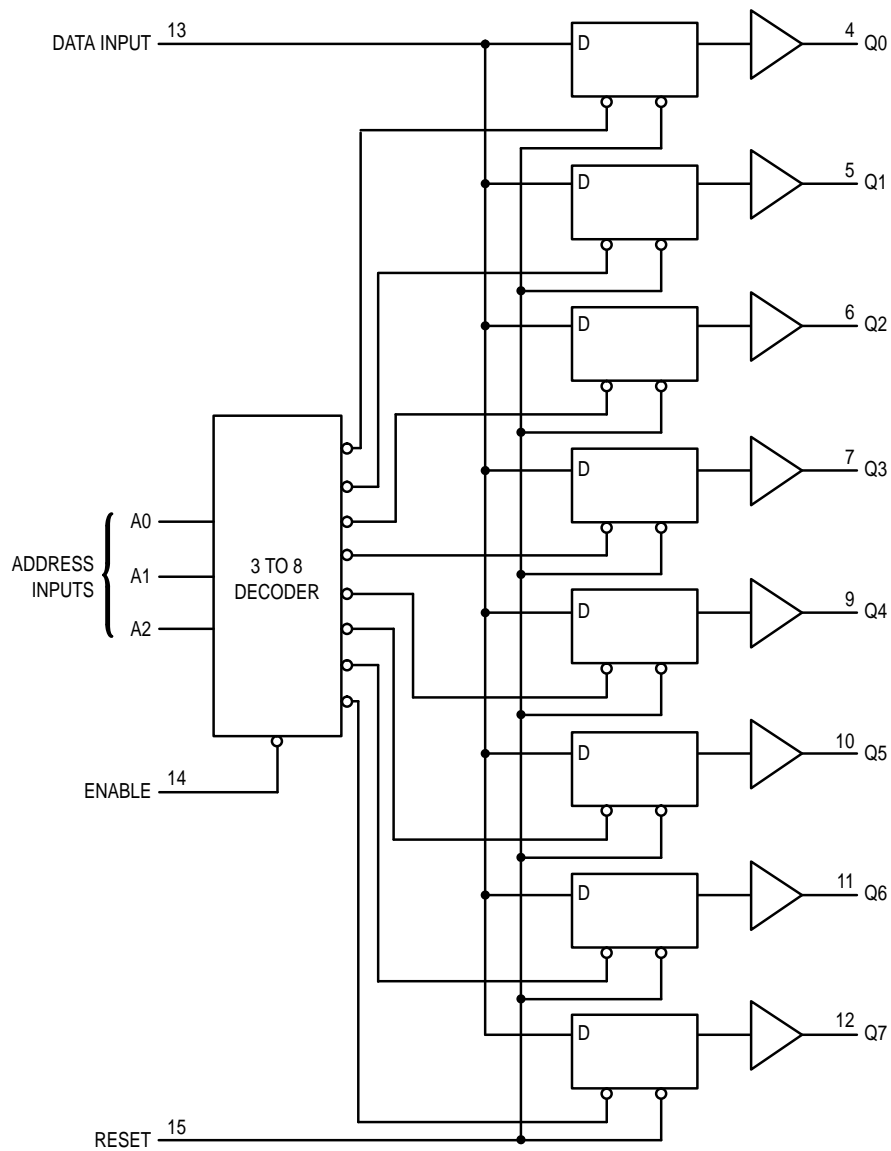 13
DATA INPUT
D
4
Q0
D
5
Q1
D
6
Q2
D
7
Q3
A0
ADDRESS
INPUTS
A1
A2
3 TO 8
DECODER
D
9
Q4
14
ENABLE
D
10
Q5
D
11
Q6
D
12
Q7
15
RESET